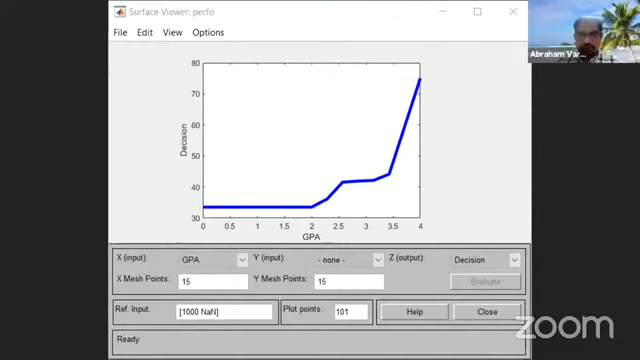 Surface Viewer: perfo
File Edit View Options
Abraham Var...
80
70
60
50
40
30
Decision
0 0.5 1 1.5 2 2.5 3 3.5 4
GPA
X (input): GPA Y (input): - none - Z (output): Decision
X Mesh Points: 15 Y Mesh Points: 15 Evaluate
Ref. Input: [1000 NaN] Plot points: 101 Help Close
Ready
zoom